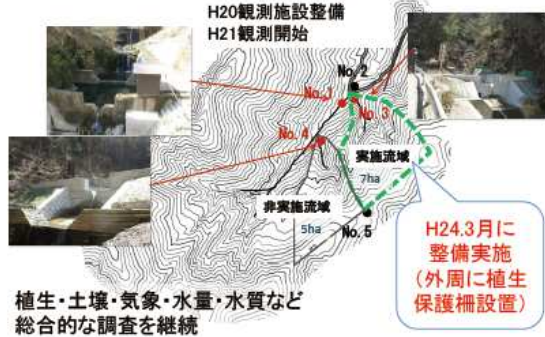 H20観測施設整備
H21観測開始
No.2
No.1
No.3
No.4
実施流域
7ha
非実施流域
5ha
No.5
H24.3月に
整備実施
(外周に植生
保護柵設置)
植生・土壌・気象・水量・水質など
総合的な調査を継続